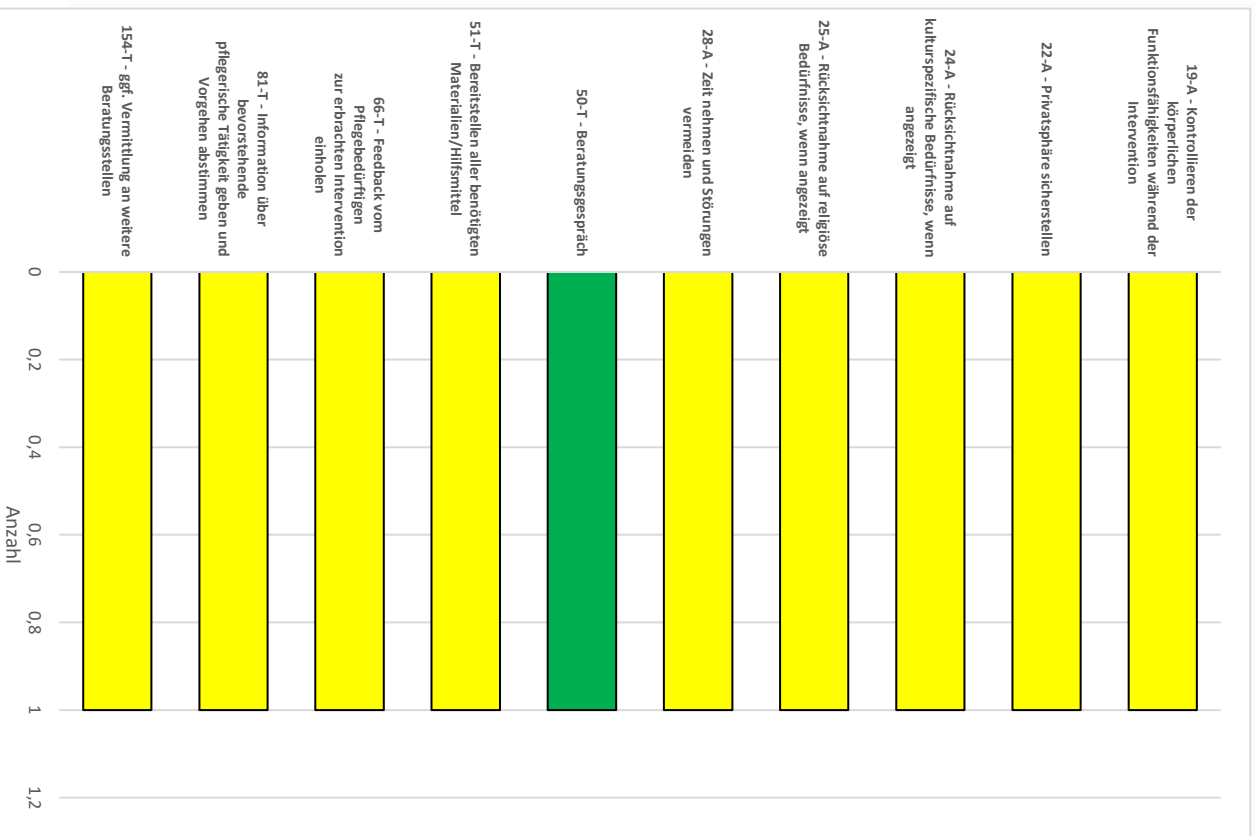 19-A - Kontrollieren der
körperlichen
Funktionsfähigkeiten während der
Intervention
22-A - Privatsphäre sicherstellen
24-A - Rücksichtnahme auf
kulturspezifische Bedürfnisse, wenn
angezeigt
25-A - Rücksichtnahme auf religiöse
Bedürfnisse, wenn angezeigt
28-A - Zeit nehmen und Störungen
vermeiden
50-T - Beratungsgespräch
51-T - Bereitstellen aller benötigten
Materialien/Hilfsmittel
66-T - Feedback vom
Pflegebedürftigen
zur erbrachten Intervention
einholen
81-T - Information über
bevorstehende
pflegerische Tätigkeit geben und
Vorgehen abstimmen
154-T - ggf. Vermittlung an weitere
Beratungsstellen
0
0,2
0,4
0,6
0,8
1
1,2
Anzahl